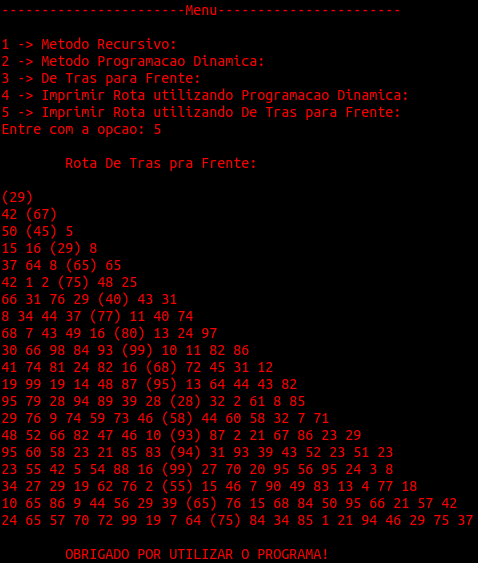 -----------------------Menu-----------------------
1 -> Metodo Recursivo:
2 -> Metodo Programacao Dinamica:
3 -> De Tras para Frente:
4 -> Imprimir Rota utilizando Programacao Dinamica:
5 -> Imprimir Rota utilizando De Tras para Frente:
Entre com a opcao: 5
Rota De Tras pra Frente:
(29)
42 (67)
50 (45) 5
15 16 (29) 8
37 64 8 (65) 65
42 1 2 (75) 48 25
66 31 76 29 (40) 43 31
8 34 44 37 (77) 11 40 74
68 7 43 49 16 (80) 13 24 97
30 66 98 84 93 (99) 10 11 82 86
41 74 81 24 82 16 (68) 72 45 31 12
19 99 19 14 48 87 (95) 13 64 44 43 82
95 79 28 94 89 39 28 (28) 32 2 61 8 85
29 76 9 74 59 73 46 (58) 44 60 58 32 7 71
48 52 66 82 47 46 10 (93) 87 2 21 67 86 23 29
95 60 58 23 21 85 83 (94) 31 93 39 43 52 23 51 23
23 55 42 5 54 88 16 (99) 27 70 20 95 56 95 24 3 8
34 27 29 19 62 76 2 (55) 15 46 7 90 49 83 13 4 77 18
10 65 86 9 44 56 29 39 (65) 76 15 68 84 50 95 66 21 57 42
24 65 57 70 72 99 19 7 64 (75) 84 34 85 1 21 94 46 29 75 37
OBRIGADO POR UTILIZAR O PROGRAMA!